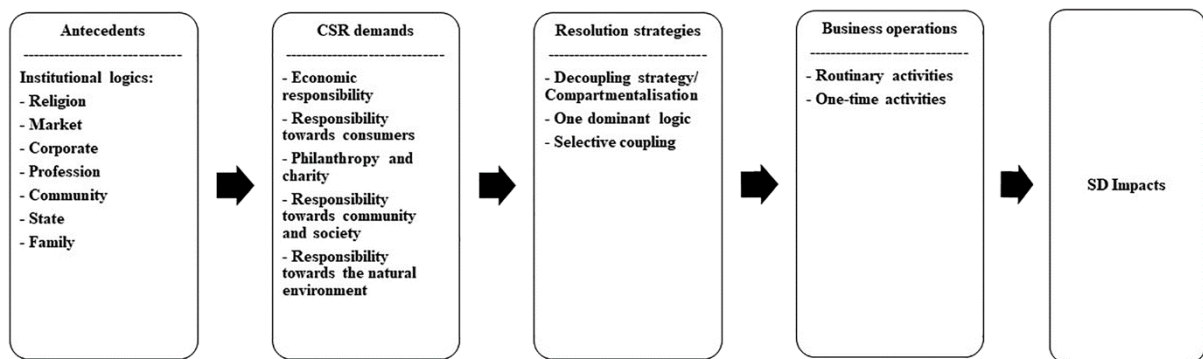 Antecedents
Institutional logics:
- Religion
- Market
- Corporate
- Profession
- Community
- State
- Family
CSR demands
- Economic
responsibility
- Responsibility
towards consumers
- Philanthropy and
charity
- Responsibility
towards community
and society
- Responsibility
towards the natural
environment
Resolution strategies
- Decoupling strategy/
Compartmentalisation
- One dominant logic
- Selective coupling
Business operations
- Routinary activities
- One-time activities
SD Impacts